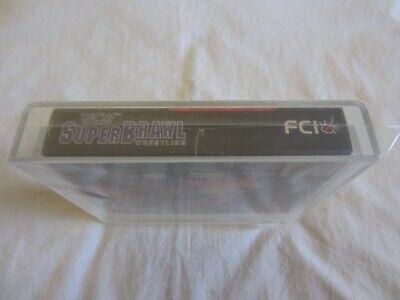 WCW
SUPERBRAWL
WRESTLING
FCI